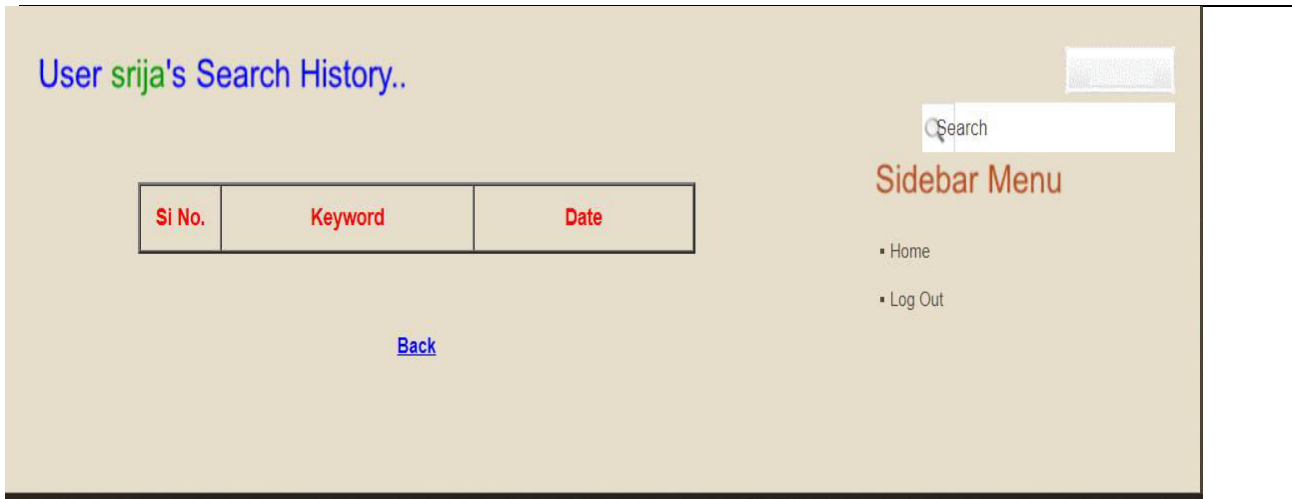 User srija's Search History..
Search
Sidebar Menu
Si No. Keyword Date
▪ Home
▪ Log Out
Back